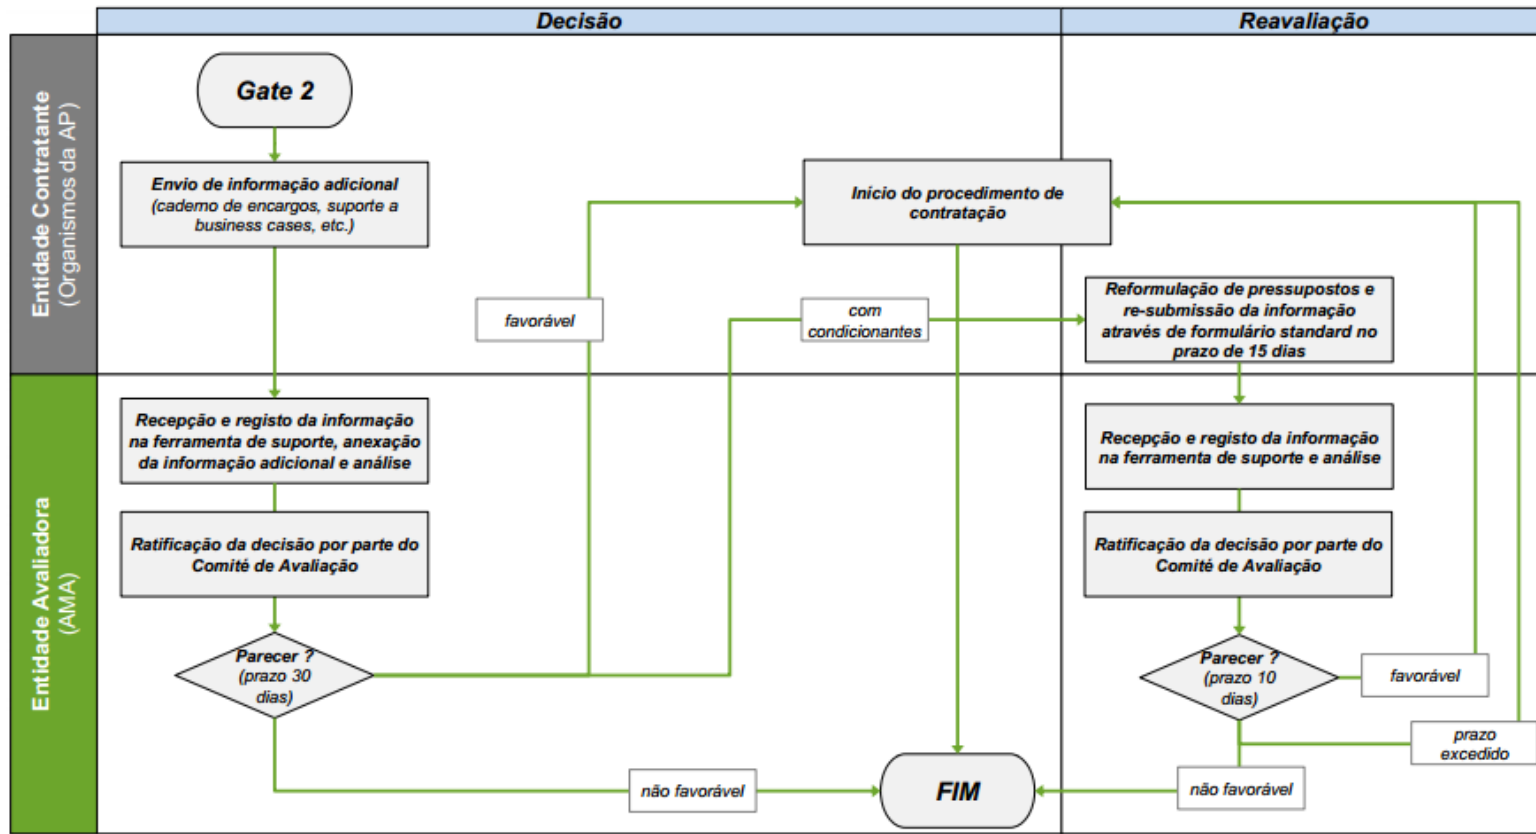 Decisão
Reavaliação
Entidade Contratante
(Organismos da AP)
Gate 2
Envio de informação adicional
(caderno de encargos, suporte a
business cases, etc.)
Início do procedimento de
contratação
favorável
com
condicionantes
Reformulação de pressupostos e
re-submissão da informação
através de formulário standard no
prazo de 15 dias
Entidade Avaliadora
(AMA)
Recepção e registo da informação
na ferramenta de suporte, anexação
da informação adicional e análise
Ratificação da decisão por parte do
Comité de Avaliação
Parecer ?
(prazo 30
dias)
não favorável
FIM
Recepção e registo da informação
na ferramenta de suporte e análise
Ratificação da decisão por parte do
Comité de Avaliação
Parecer ?
(prazo 10
dias)
favorável
prazo
excedido
não favorável